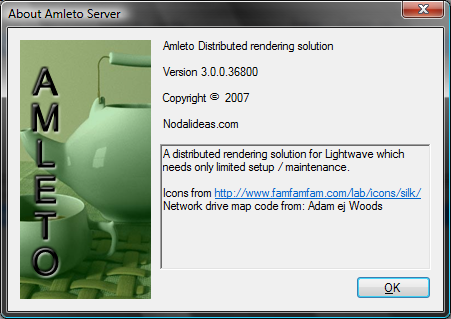 About Amleto Server
AMLETO
Amleto Distributed rendering solution
Version 3.0.0.36800
Copyright © 2007
Nodalideas.com
A distributed rendering solution for Lightwave which
needs only limited setup / maintenance.
Icons from http://www.famfamfam.com/lab/icons/silk/
Network drive map code from: Adam ej Woods
OK